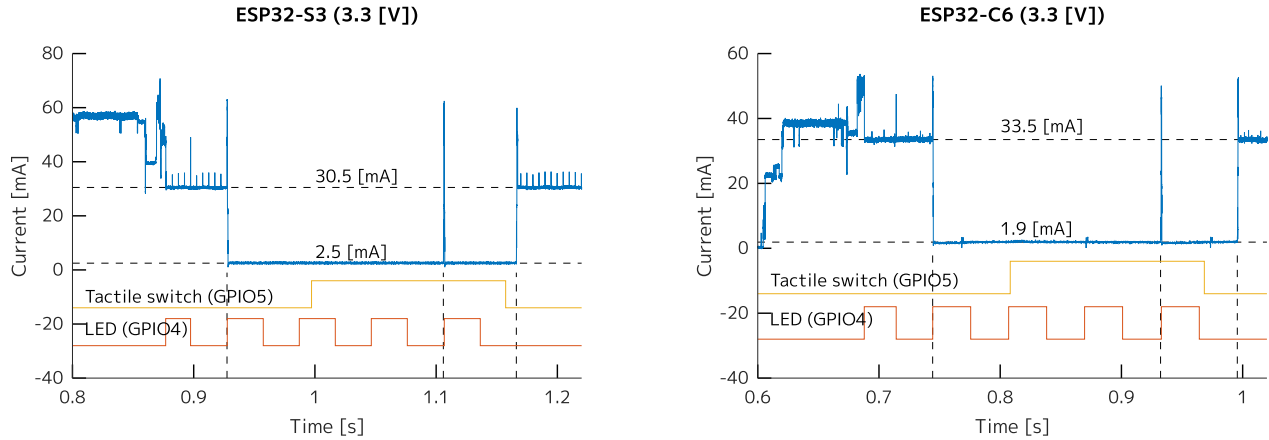 ESP32-S3 (3.3 [V])
80
60
40
20
0
-20
-40
Current [mA]
30.5 [mA]
2.5 [mA]
Tactile switch (GPIO5)
LED (GPIO4)
0.8 0.9 1 1.1 1.2
Time [s]
ESP32-C6 (3.3 [V])
60
40
20
0
-20
-40
Current [mA]
33.5 [mA]
1.9 [mA]
Tactile switch (GPIO5)
LED (GPIO4)
0.6 0.7 0.8 0.9 1
Time [s]